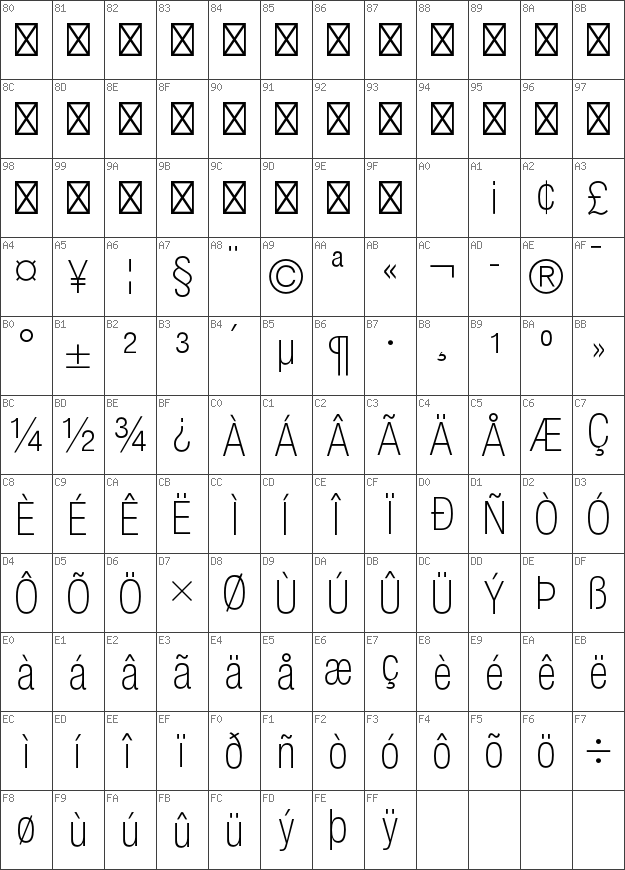 80 81 82 83 84 85 86 87 88 89 8A 8B
8C 8D 8E 8F 90 91 92 93 94 95 96 97
98 99 9A 9B 9C 9D 9E 9F A0 A1 A2 A3
¡ ¢ £
A4 A5 A6 A7 A8 A9 AA AB AC AD AE AF
¤ ¥ ¦ § ¨ © ª « ¬ - ® ¯
B0 B1 B2 B3 B4 B5 B6 B7 B8 B9 BA BB
° ± ² ³ ´ µ ¶ · ¸ ¹ º »
BC BD BE BF C0 C1 C2 C3 C4 C5 C6 C7
¼ ½ ¾ ¿ À Á Â Ã Ä Å Æ Ç
C8 C9 CA CB CC CD CE CF D0 D1 D2 D3
È É Ê Ë Ì Í Î Ï Ð Ñ Ò Ó
D4 D5 D6 D7 D8 D9 DA DB DC DD DE DF
Ô Õ Ö × Ø Ù Ú Û Ü Ý Þ ß
E0 E1 E2 E3 E4 E5 E6 E7 E8 E9 EA EB
à á â ã ä å æ ç è é ê ë
EC ED EE EF F0 F1 F2 F3 F4 F5 F6 F7
ì í î ï ð ñ ò ó ô õ ö ÷
F8 F9 FA FB FC FD FE FF
ø ù ú û ü ý þ ÿ